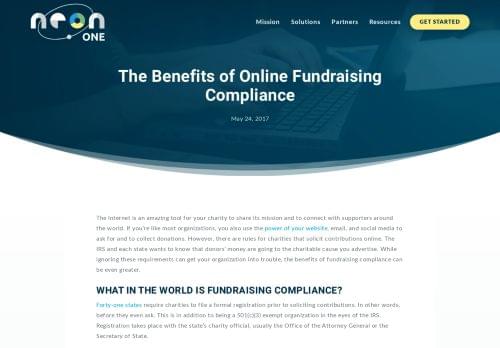 neon
ONE
Mission
Solutions
Partners
Resources
GET STARTED
The Benefits of Online Fundraising
Compliance
May 24, 2017
The Internet is an amazing tool for your charity to share its mission and to connect with supporters around
the world. If you're like most organizations, you also use the power of your website, email, and social media to
ask for and to collect donations. However, there are rules for charities that solicit contributions online. The
IRS and each state wants to know that donors' money are going to the charitable cause you advertise. While
ignoring these requirements can get your organization into trouble, the benefits of fundraising compliance can
be even greater.
WHAT IN THE WORLD IS FUNDRAISING COMPLIANCE?
Forty-one states require charities to file a formal registration prior to soliciting contributions. In other words,
before they even ask. This is in addition to being a 501(c)(3) exempt organization in the eyes of the IRS.
Registration takes place with the state's charity official, usually the Office of the Attorney General or the
Secretary of State.